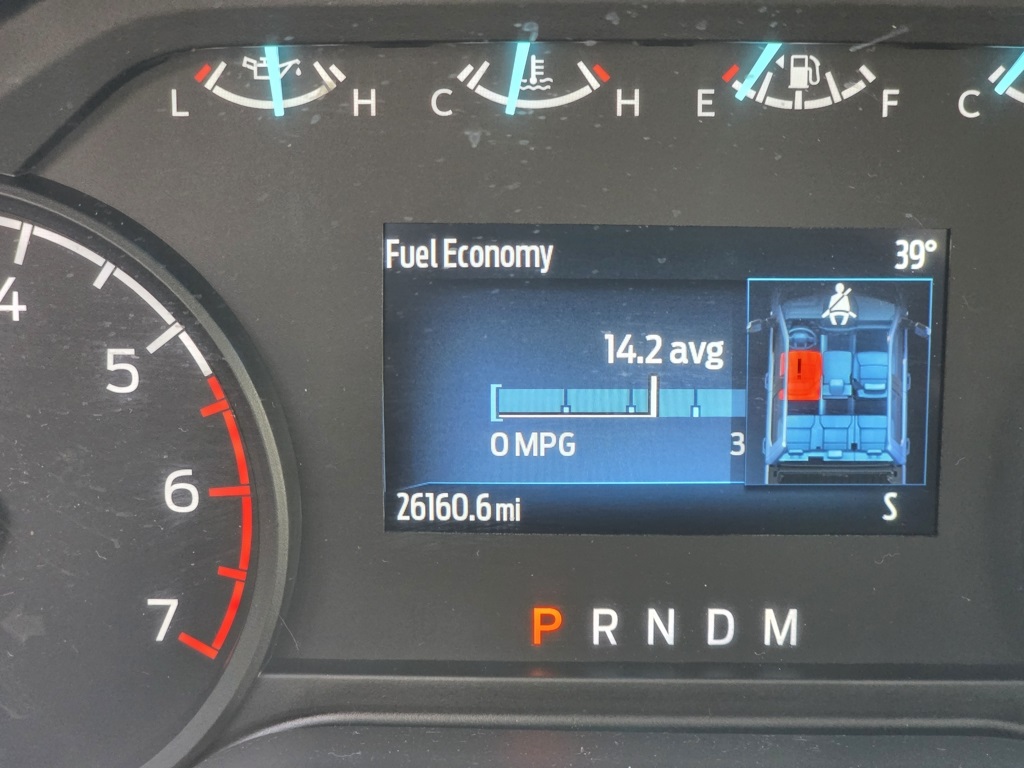 L H C H E F C
Fuel Economy 39°
4
14.2 avg
5
0 MPG 3
6
26160.6 mi S
7
P R N D M